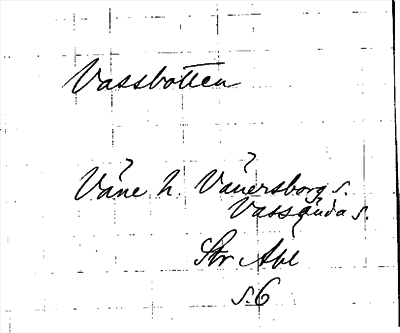 Vassbotten
Väne h. Vänersborg s.
Vassända s.
Str Abl
s. 6